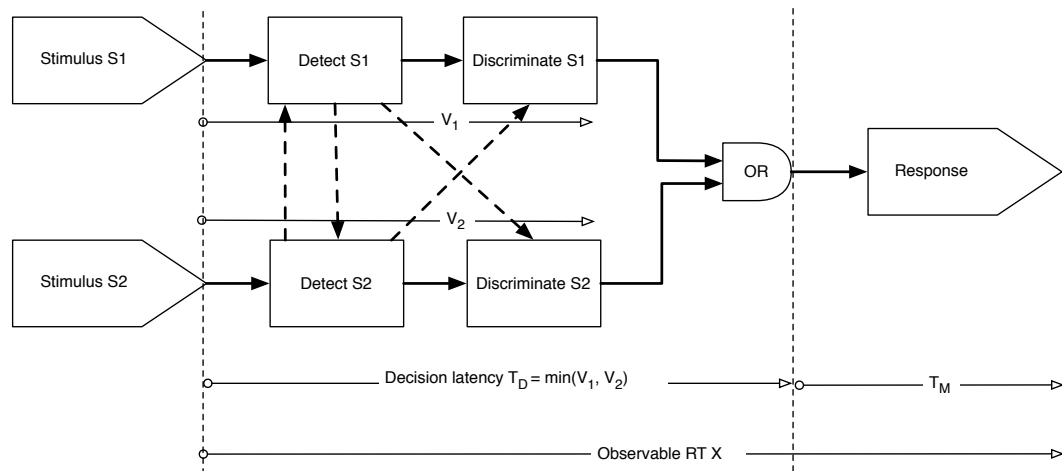 Stimulus S1
Detect S1
Discriminate S1
V1
OR
Response
V2
Stimulus S2
Detect S2
Discriminate S2
Decision latency TD = min(V1, V2)
TM
Observable RT X